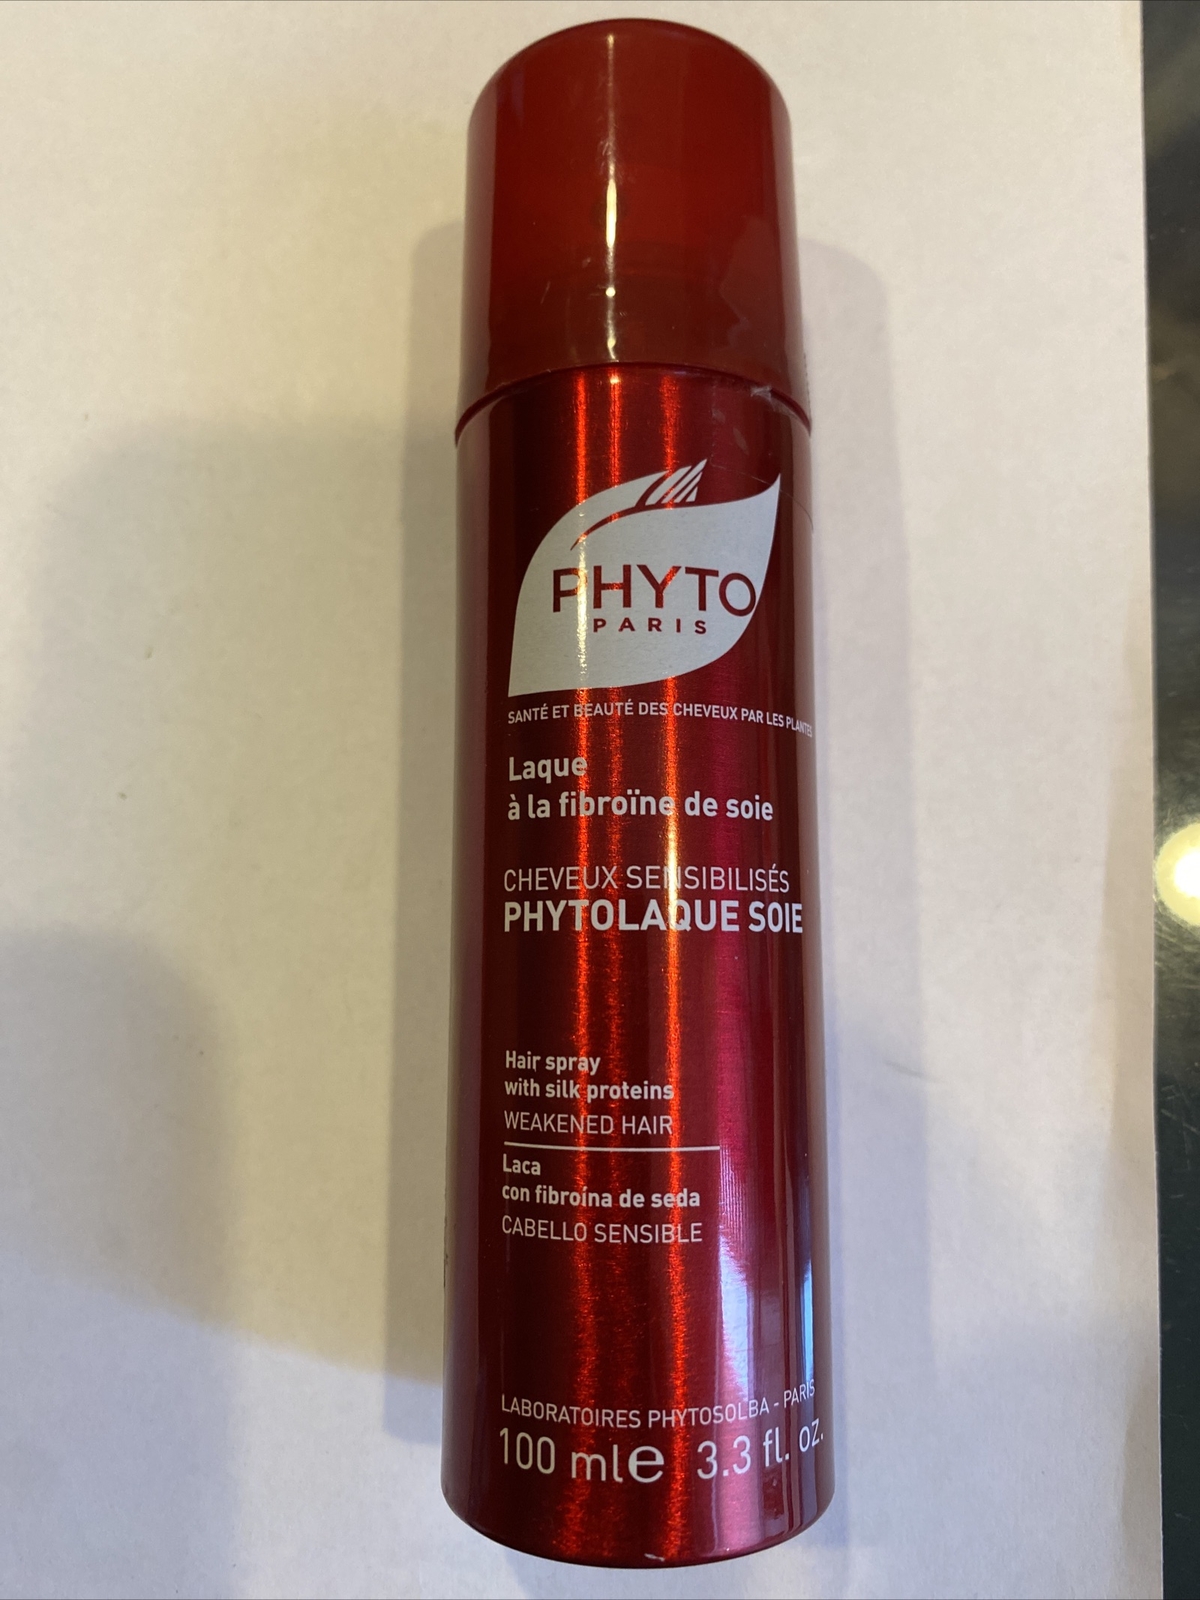 PHYTO
PARIS
SANTÉ ET BEAUTÉ DES CHEVEUX PAR LES PLANTES
Laque
à la fibroïne de soie
CHEVEUX SENSIBILISÉS
PHYTOLAQUE SOIE
Hair spray
with silk proteins
WEAKENED HAIR
Laca
con fibroína de seda
CABELLO SENSIBLE
LABORATOIRES PHYTOSOLBA - PARIS
100 mle 3.3 fl. oz.